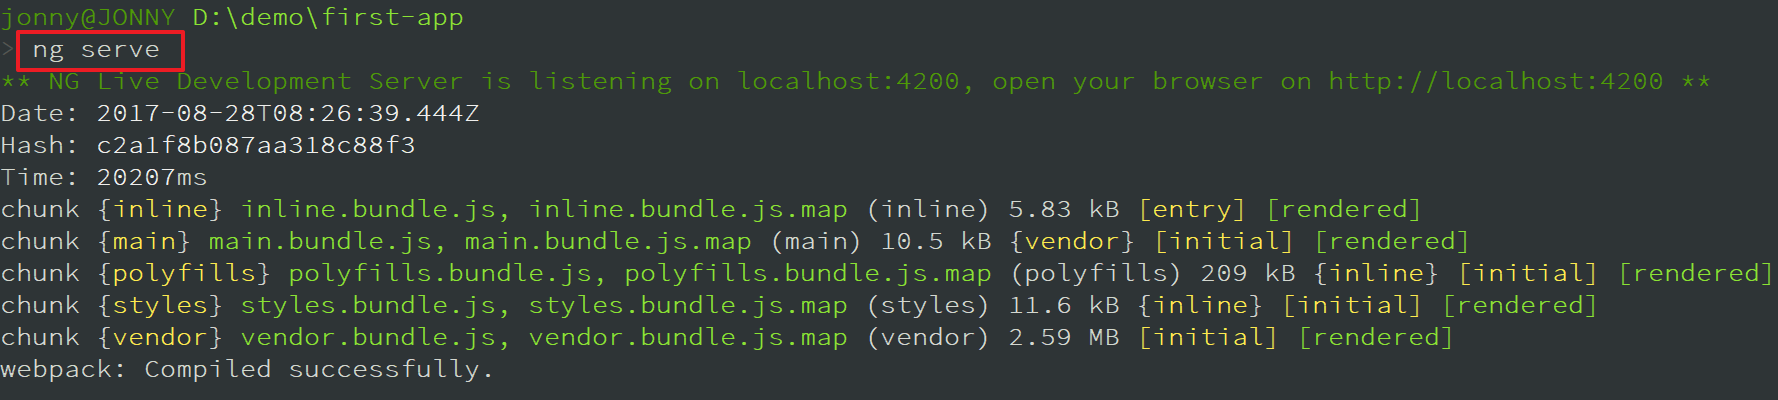 jonny@JONNY D:\demo\first-app
> ng serve
** NG Live Development Server is listening on localhost:4200, open your browser on http://localhost:4200 **
Date: 2017-08-28T08:26:39.444Z
Hash: c2a1f8b087aa318c88f3
Time: 20207ms
chunk {inline} inline.bundle.js, inline.bundle.js.map (inline) 5.83 kB [entry] [rendered]
chunk {main} main.bundle.js, main.bundle.js.map (main) 10.5 kB {vendor} [initial] [rendered]
chunk {polyfills} polyfills.bundle.js, polyfills.bundle.js.map (polyfills) 209 kB {inline} [initial] [rendered]
chunk {styles} styles.bundle.js, styles.bundle.js.map (styles) 11.6 kB {inline} [initial] [rendered]
chunk {vendor} vendor.bundle.js, vendor.bundle.js.map (vendor) 2.59 MB [initial] [rendered]
webpack: Compiled successfully.